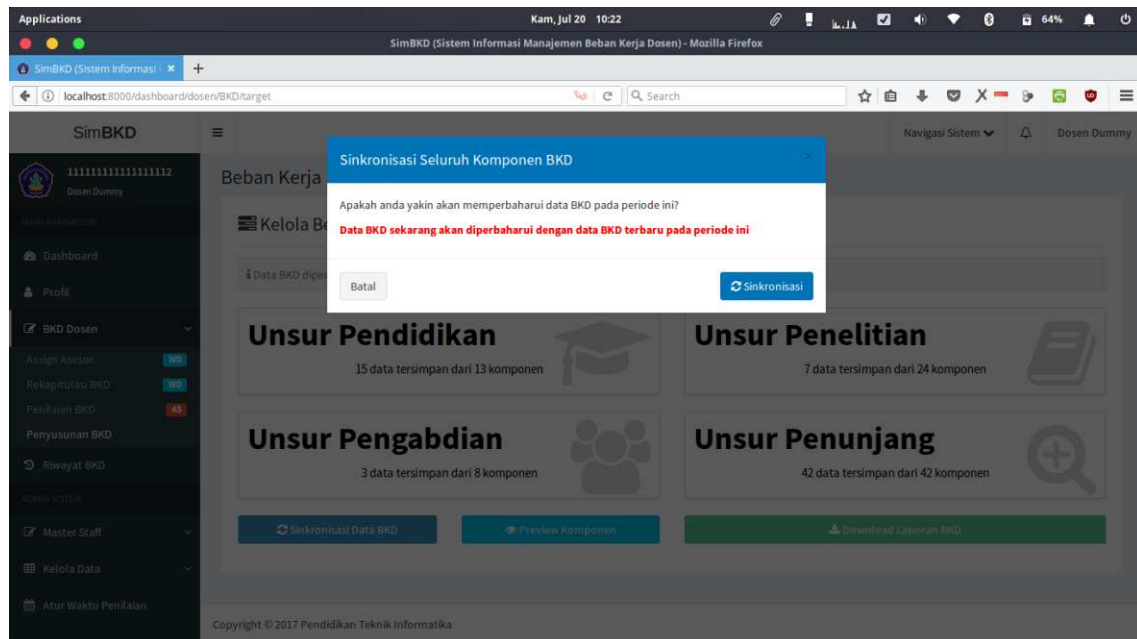 Applications
Kam, Jul 20 10:22
64%
SimBKD (Sistem Informasi Manajemen Beban Kerja Dosen) - Mozilla Firefox
SimBKD (Sistem Informasi
localhost:8000/dashboard/dosen/BKD/target
Search
SimBKD
Navigasi Sistem
Dosen Dummy
111111111111111112
Dosen Dummy
MAIN NAVIGATION
Dashboard
Profil
BKD Dosen
Assign Asesor WD
Rekapitulasi BKD WD
Penilaian BKD AS
Penyusunan BKD
Riwayat BKD
ADMIN SISTEM
Master Staff
Kelola Data
Atur Waktu Penilaian
Beban Kerja
Kelola Be
Data BKD diper
Sinkronisasi Seluruh Komponen BKD
×
Apakah anda yakin akan memperbaharui data BKD pada periode ini?
Data BKD sekarang akan diperbaharui dengan data BKD terbaru pada periode ini
Batal
Sinkronisasi
Unsur Pendidikan
15 data tersimpan dari 13 komponen
Unsur Penelitian
7 data tersimpan dari 24 komponen
Unsur Pengabdian
3 data tersimpan dari 8 komponen
Unsur Penunjang
42 data tersimpan dari 42 komponen
Sinkronisasi Data BKD
Preview Komponen
Download Laporan BKD
Copyright © 2017 Pendidikan Teknik Informatika